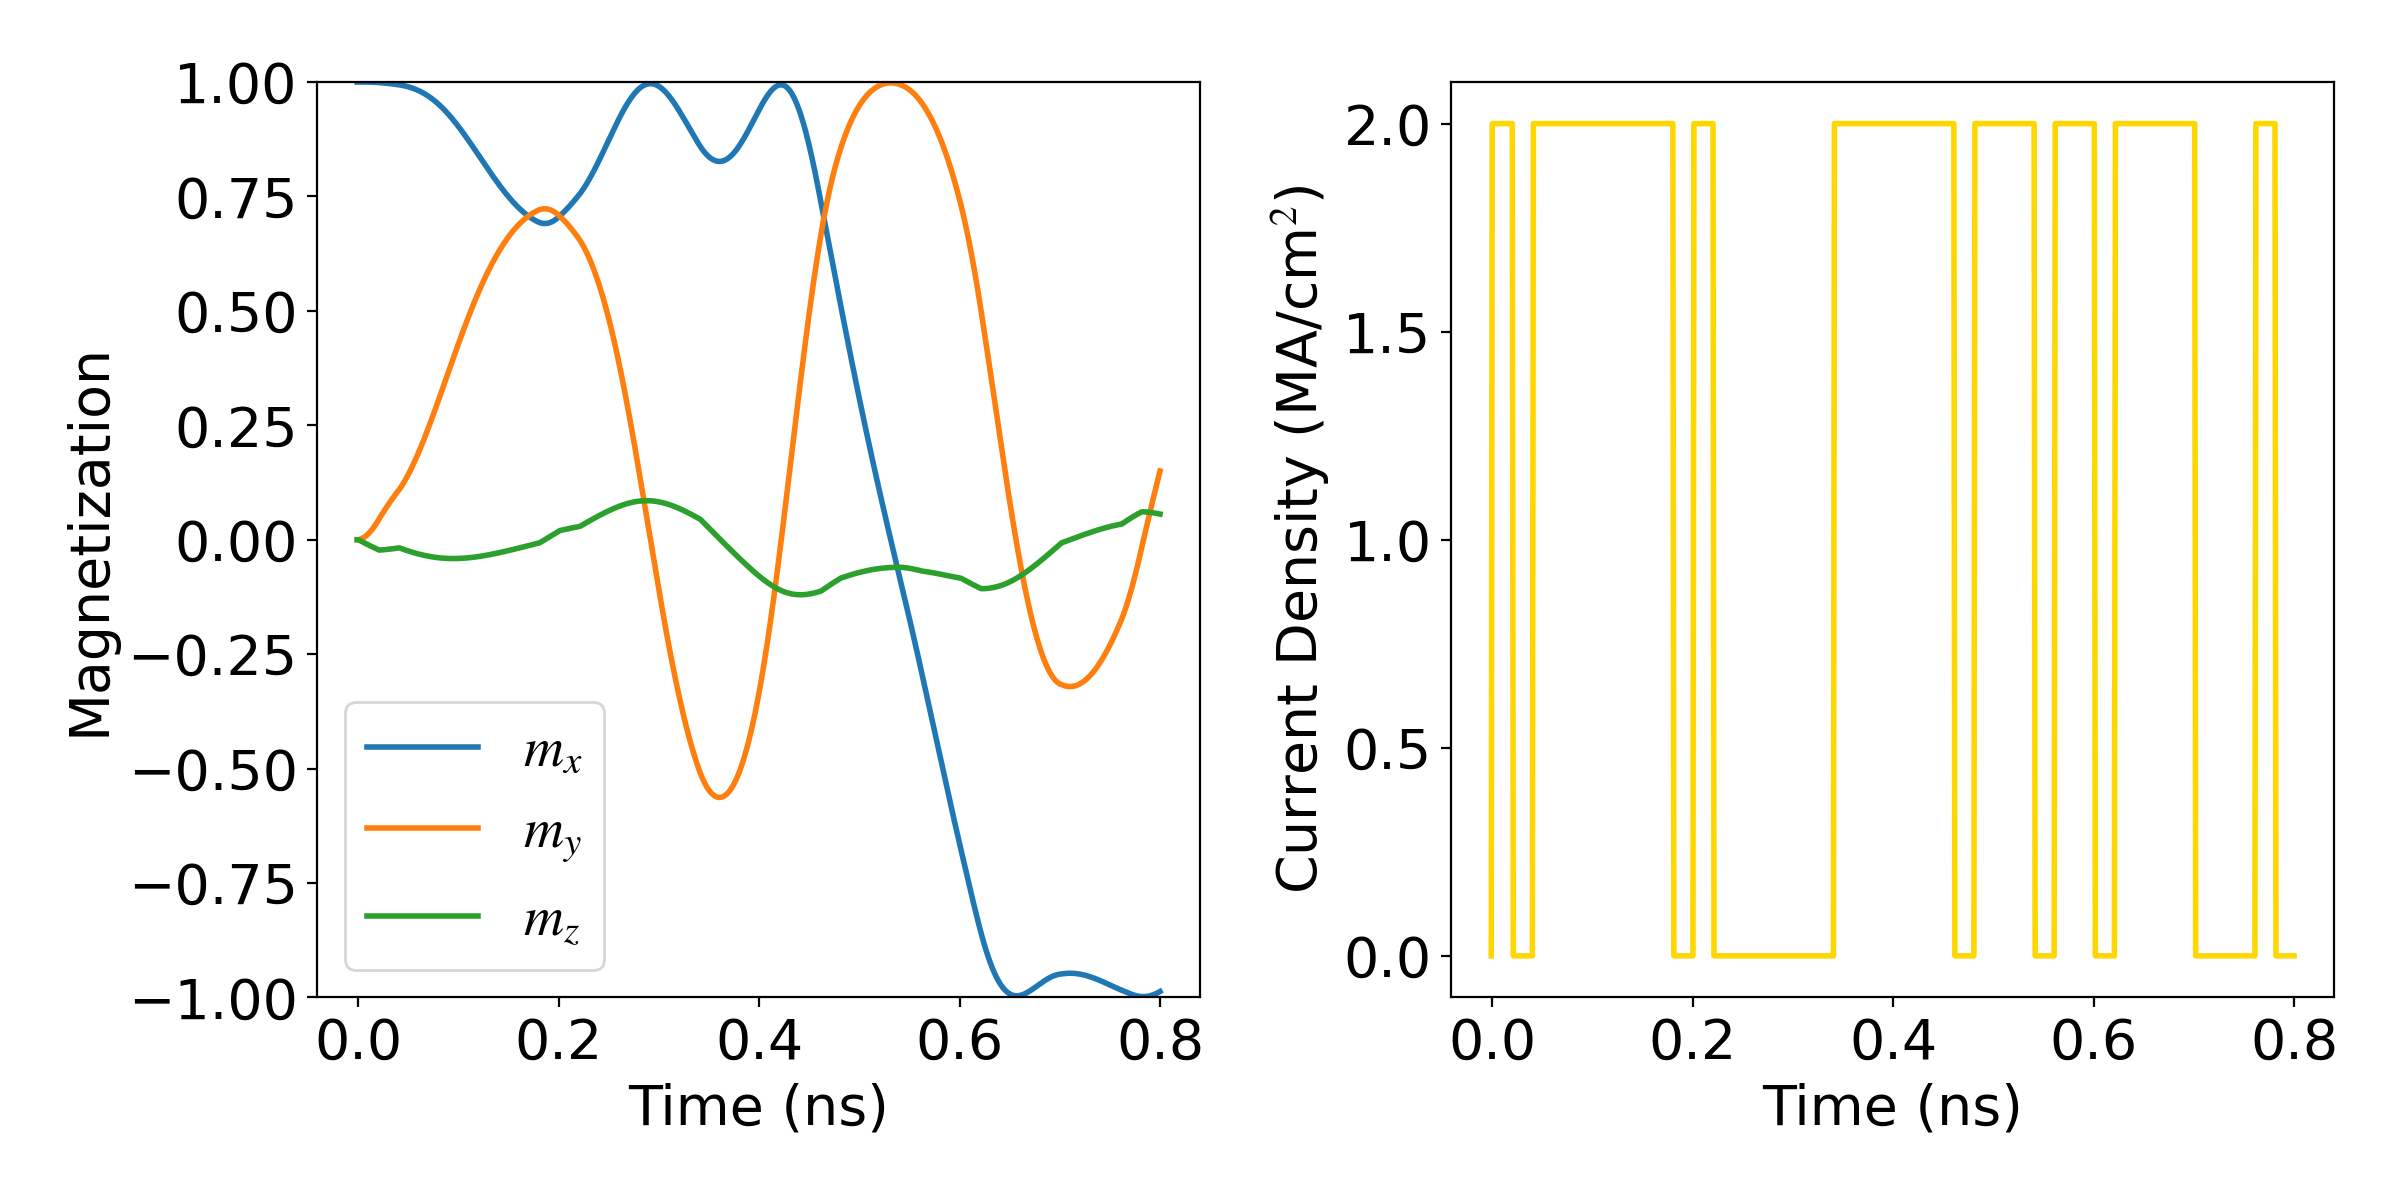 Magnetization
1.00
0.75
0.50
0.25
0.00
−0.25
−0.50
−0.75
−1.00
m_x
m_y
m_z
0.0 0.2 0.4 0.6 0.8
Time (ns)
Current Density (MA/cm²)
2.0
1.5
1.0
0.5
0.0
0.0 0.2 0.4 0.6 0.8
Time (ns)